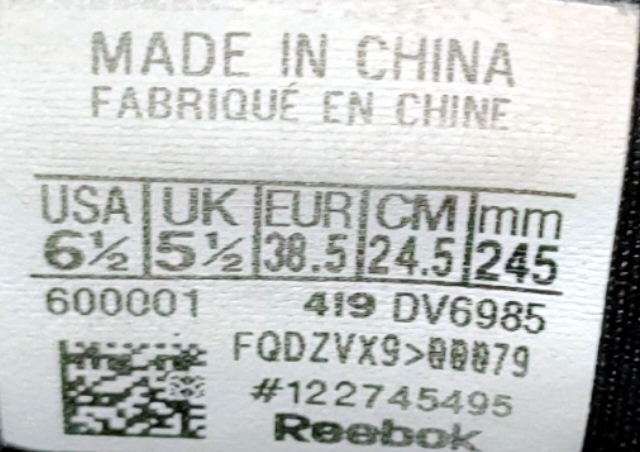 MADE IN CHINA
FABRIQUÉ EN CHINE
USA UK EUR CM mm
6½ 5½ 38.5 24.5 245
600001 419 DV6985
FQDZVX9>00079
#122745495
Reebok